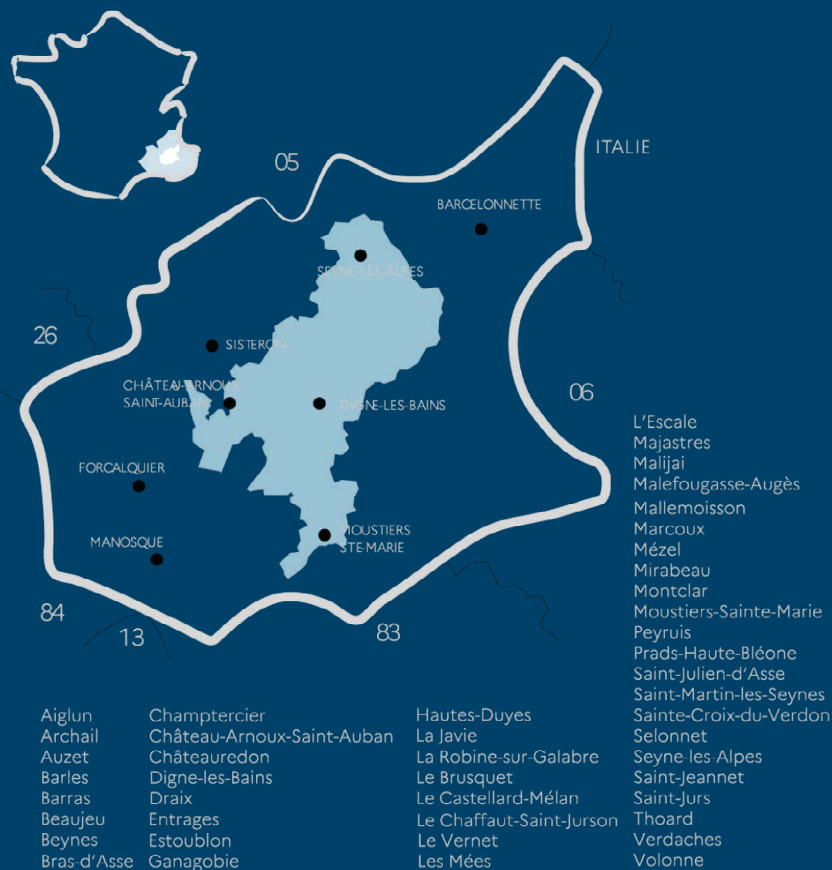 05
ITALIE
BARCELONNETTE
SEYNE-LES-ALPES
26
SISTERON
CHÂTEAU-ARNOUX
SAINT-AUBAN
DIGNE-LES-BAINS
06
FORCALQUIER
MANOSQUE
MOUSTIERS
STE-MARIE
84
13
83
Aiglun
Archail
Auzet
Barles
Barras
Beaujeu
Beynes
Bras-d'Asse
Champtercier
Château-Arnoux-Saint-Auban
Châteauredon
Digne-les-Bains
Draix
Entrages
Estoublon
Ganagobie
Hautes-Duyes
La Javie
La Robine-sur-Galabre
Le Brusquet
Le Castellard-Mélan
Le Chaffaut-Saint-Jurson
Le Vernet
Les Mées
L'Escale
Majastres
Malijai
Malefougasse-Augès
Mallemoisson
Marcoux
Mézel
Mirabeau
Montclar
Moustiers-Sainte-Marie
Peyruis
Prads-Haute-Bléone
Saint-Julien-d'Asse
Saint-Martin-les-Seynes
Sainte-Croix-du-Verdon
Selonnet
Seyne-les-Alpes
Saint-Jeannet
Saint-Jurs
Thoard
Verdaches
Volonne